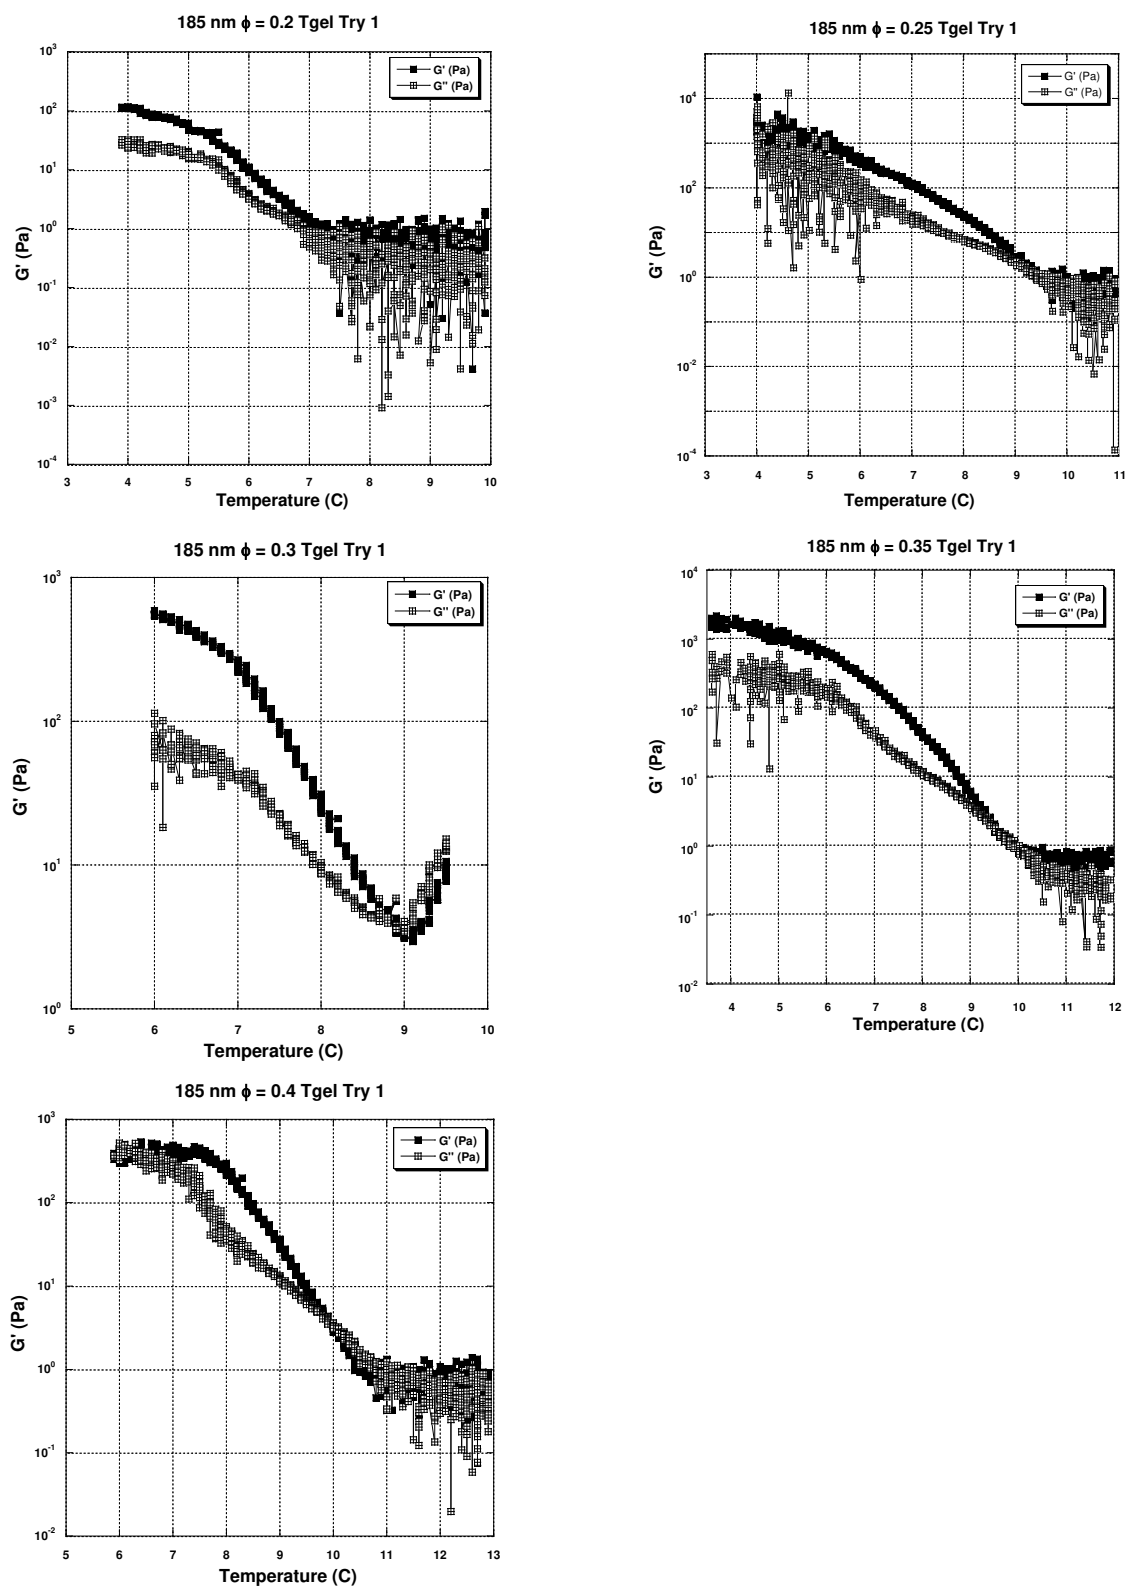 185 nm ϕ = 0.2 Tgel Try 1
10³
10²
10¹
10⁰
10⁻¹
10⁻²
10⁻³
10⁻⁴
G' (Pa)
G' (Pa)
G'' (Pa)
3 4 5 6 7 8 9 10
Temperature (C)
185 nm ϕ = 0.25 Tgel Try 1
10⁴
10²
10⁰
10⁻²
10⁻⁴
G' (Pa)
G' (Pa)
G'' (Pa)
3 4 5 6 7 8 9 10 11
Temperature (C)
185 nm ϕ = 0.3 Tgel Try 1
10³
10²
10¹
10⁰
G' (Pa)
G' (Pa)
G'' (Pa)
5 6 7 8 9 10
Temperature (C)
185 nm ϕ = 0.35 Tgel Try 1
10⁴
10³
10²
10¹
10⁰
10⁻¹
10⁻²
G' (Pa)
G' (Pa)
G'' (Pa)
4 5 6 7 8 9 10 11 12
Temperature (C)
185 nm ϕ = 0.4 Tgel Try 1
10³
10²
10¹
10⁰
10⁻¹
10⁻²
G' (Pa)
G' (Pa)
G'' (Pa)
5 6 7 8 9 10 11 12 13
Temperature (C)